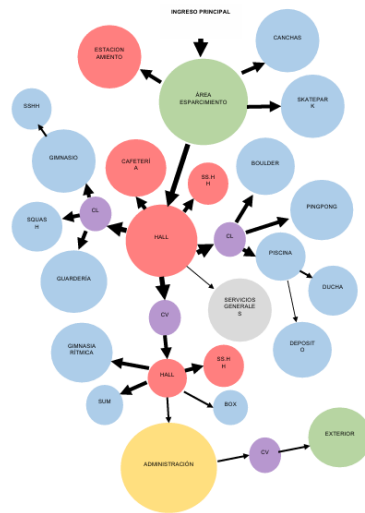 INGRESO PRINCIPAL
CANCHAS
ESTACION
AMIENTO
ÁREA
ESPARCIMIENTO
SKATEPAR
K
SSHH
GIMNASIO
CAFETERÍ
A
SS.H
H
BOULDER
PINGPONG
CL
SQUAS
H
HALL
CL
PISCINA
GUARDERÍA
DUCHA
SERVICIOS
GENERALE
S
CV
DEPOSIT
O
GIMNASIA
RITMICA
HALL
SS.H
H
SUM
BOX
EXTERIOR
CV
ADMINISTRACIÓN